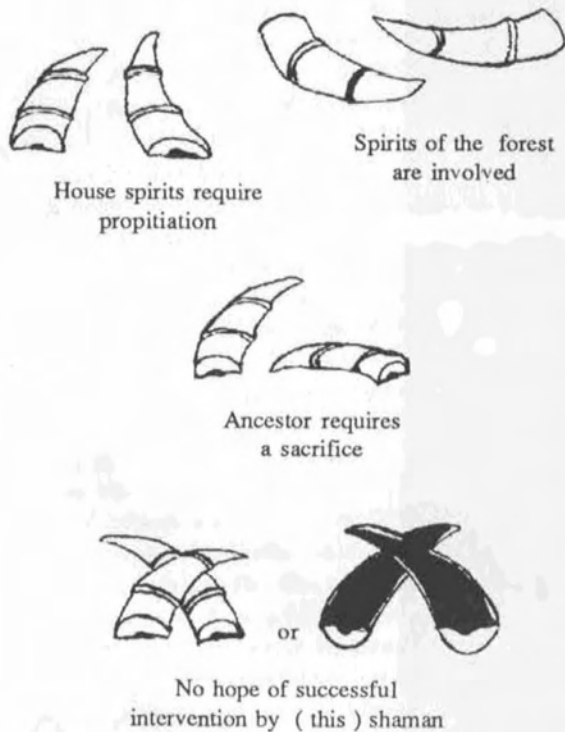 House spirits require
propitiation
Spirits of the forest
are involved
Ancestor requires
a sacrifice
or
No hope of successful
intervention by ( this ) shaman